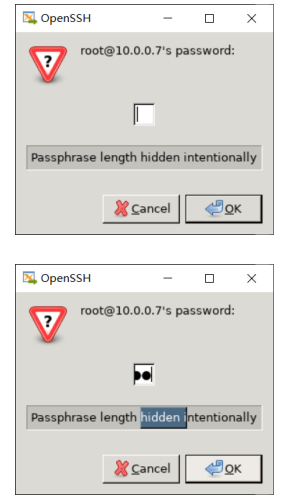 OpenSSH
root@10.0.0.7's password:
Passphrase length hidden intentionally
Cancel
OK
OpenSSH
root@10.0.0.7's password:
Passphrase length hidden intentionally
Cancel
OK